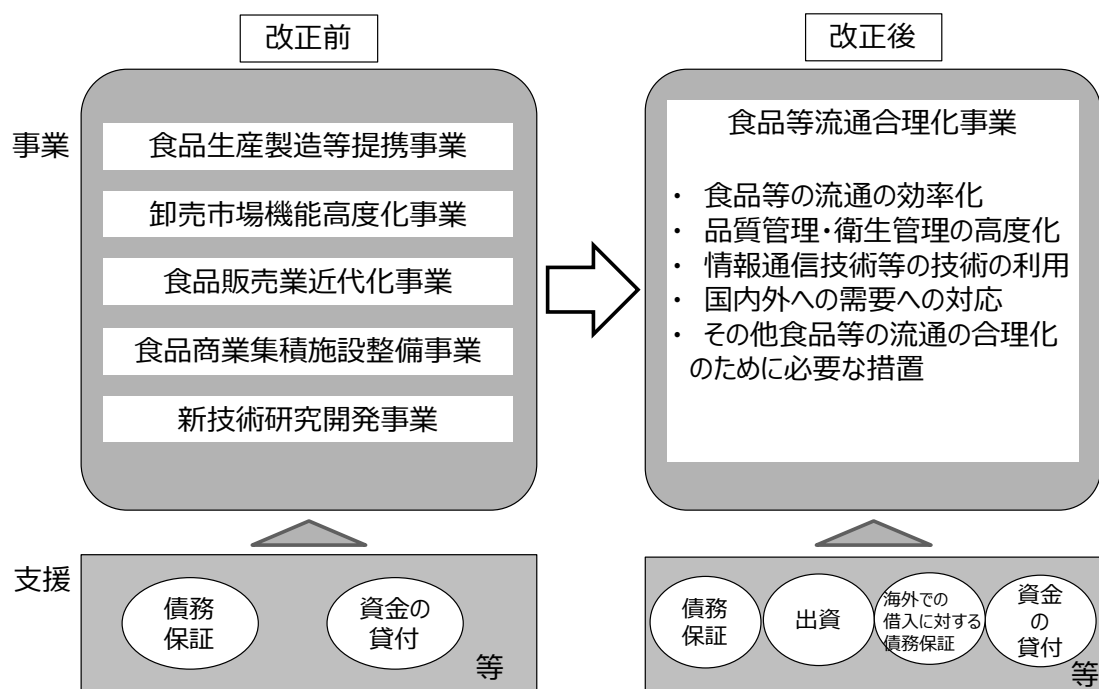 改正前
事業
食品生産製造等提携事業
卸売市場機能高度化事業
食品販売業近代化事業
食品商業集積施設整備事業
新技術研究開発事業
支援
債務
保証
資金の
貸付
等
改正後
食品等流通合理化事業
・ 食品等の流通の効率化
・ 品質管理・衛生管理の高度化
・ 情報通信技術等の技術の利用
・ 国内外への需要への対応
・ その他食品等の流通の合理化
のために必要な措置
債務
保証
出資
海外での
借入に対する
債務保証
資金
の
貸付
等